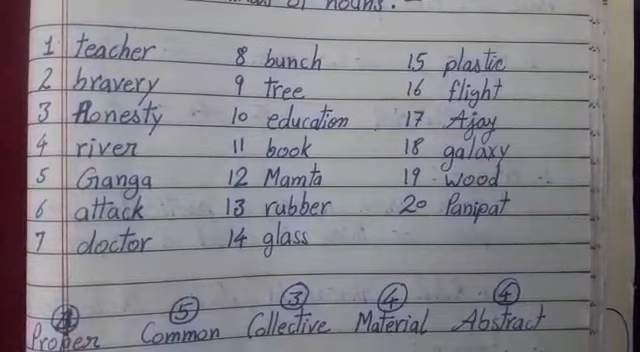 of nouns.
1 teacher 8 bunch 15 plastic
2 bravery 9 tree 16 flight
3 Honesty 10 education 17 Ajay
4 river 11 book 18 galaxy
5 Ganga 12 Mamta 19 wood
6 attack 13 rubber 20 Panipat
7 doctor 14 glass
5 3 4 4
Proper Common Collective Material Abstract